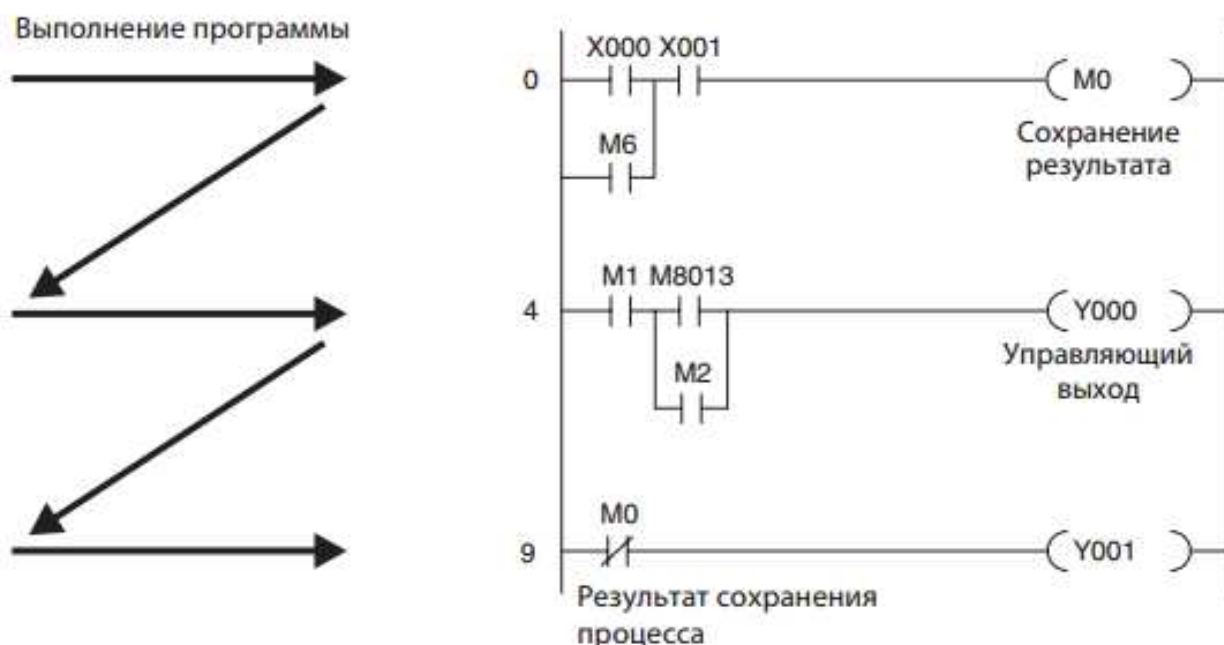 Выполнение программы
X000 X001
0
M0
Сохранение
результата
M6
M1 M8013
4
Y000
Управляющий
выход
M2
M0
9
Y001
Результат сохранения
процесса